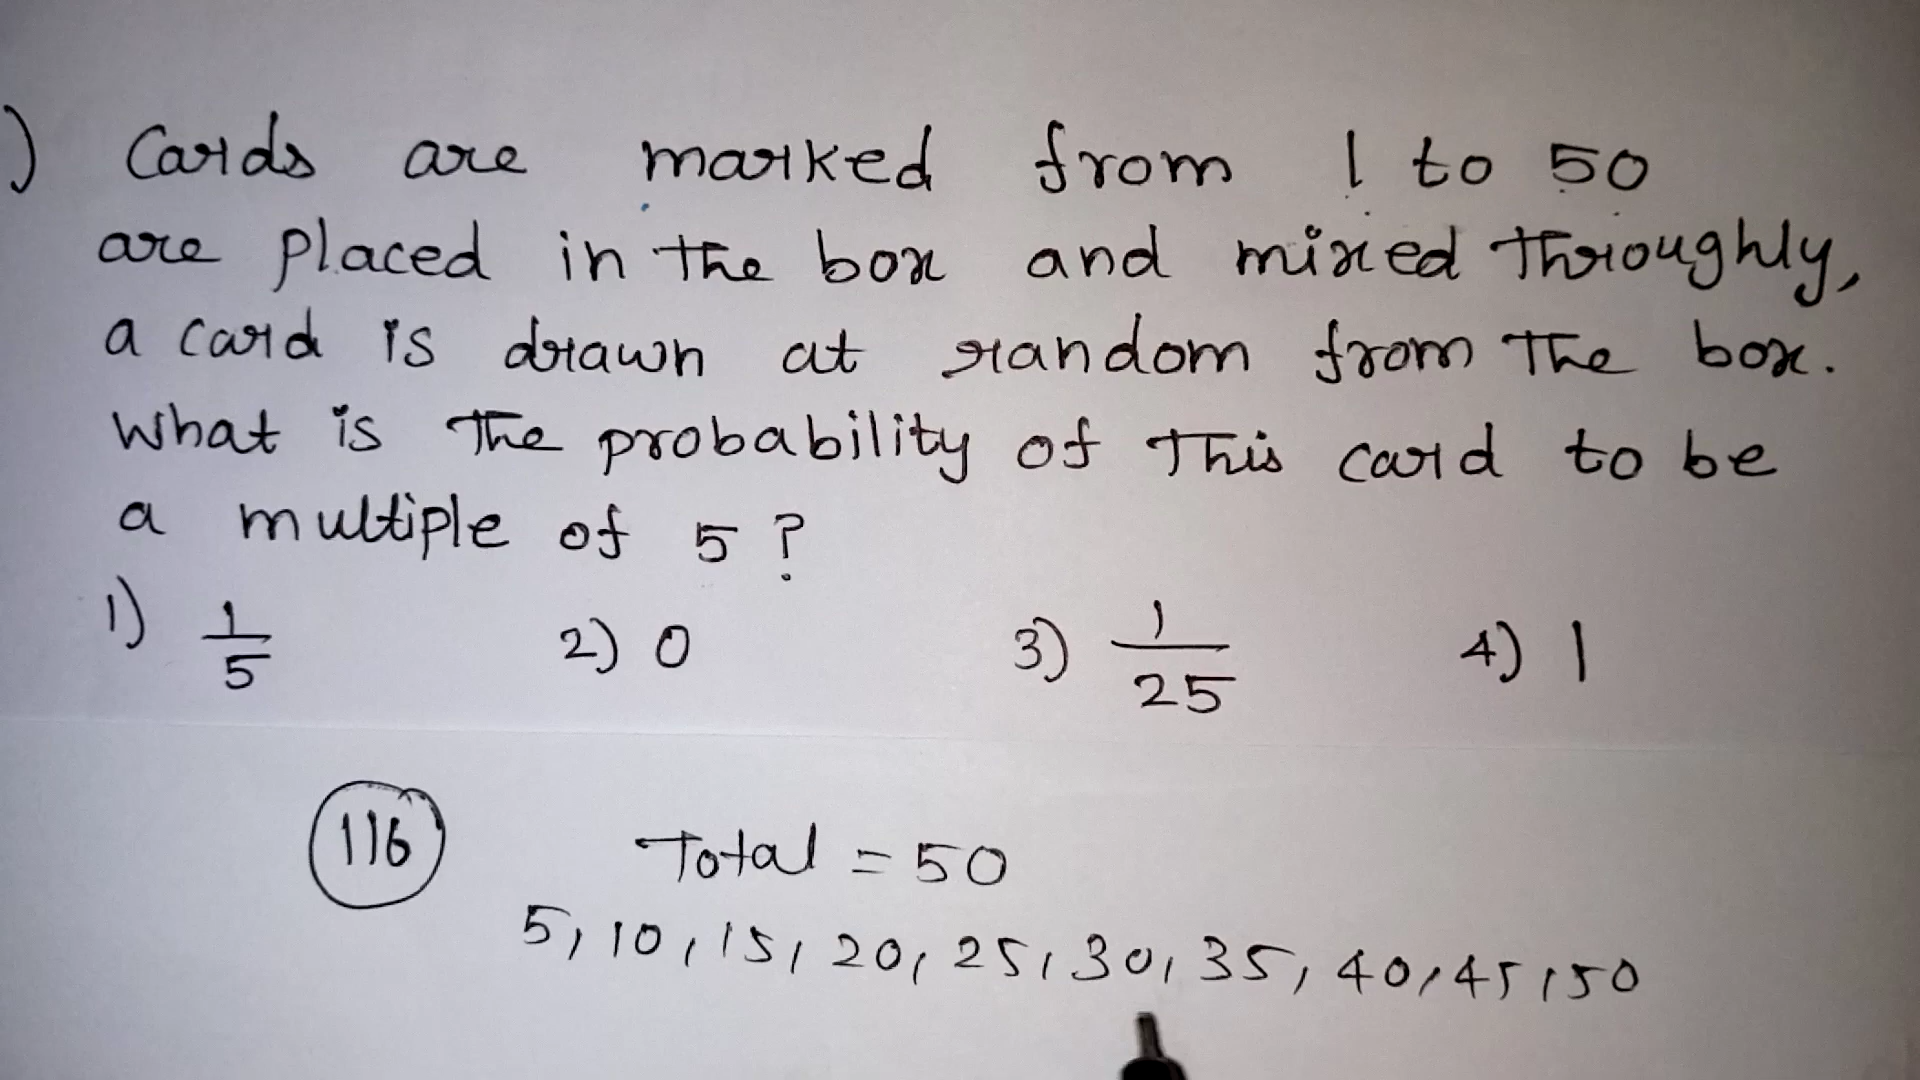 ) Cards are marked from 1 to 50
are placed in the box and mixed throughly,
a card is drawn at random from the box.
What is the probability of this card to be
a multiple of 5 ?
1) 1/5 2) 0 3) 1/25 4) 1
116 Total = 50
5, 10, 15, 20, 25, 30, 35, 40, 45, 50